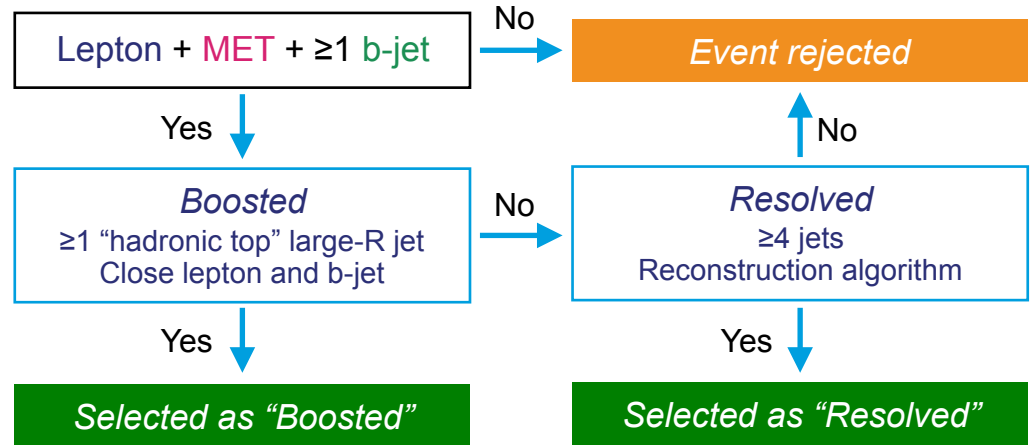 Lepton + MET + ≥1 b-jet
No
Event rejected
Yes
No
Boosted
≥1 “hadronic top” large-R jet
Close lepton and b-jet
No
Resolved
≥4 jets
Reconstruction algorithm
Yes
Yes
Selected as “Boosted”
Selected as “Resolved”